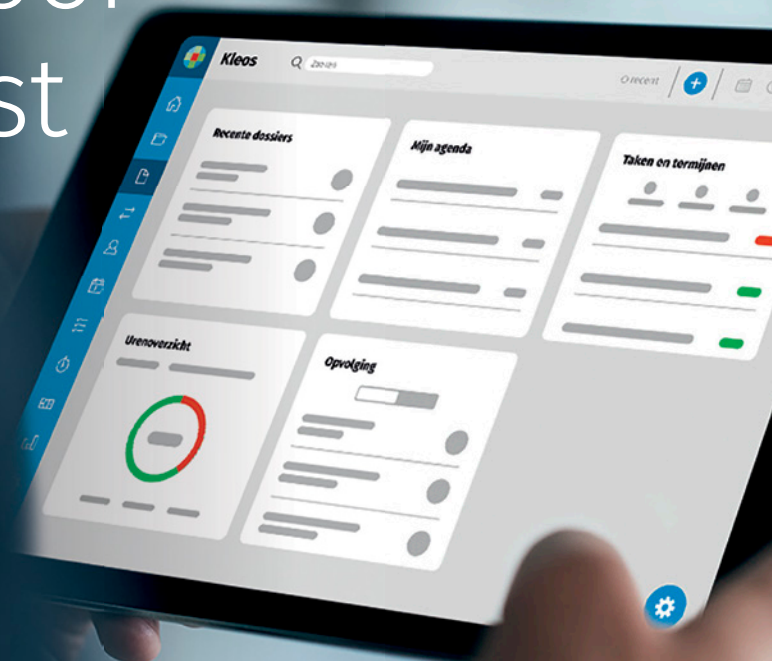 st
Kleos
Zoeken
recent
Recente dossiers
Mijn agenda
Taken en termijnen
Urenoverzicht
Opvolging